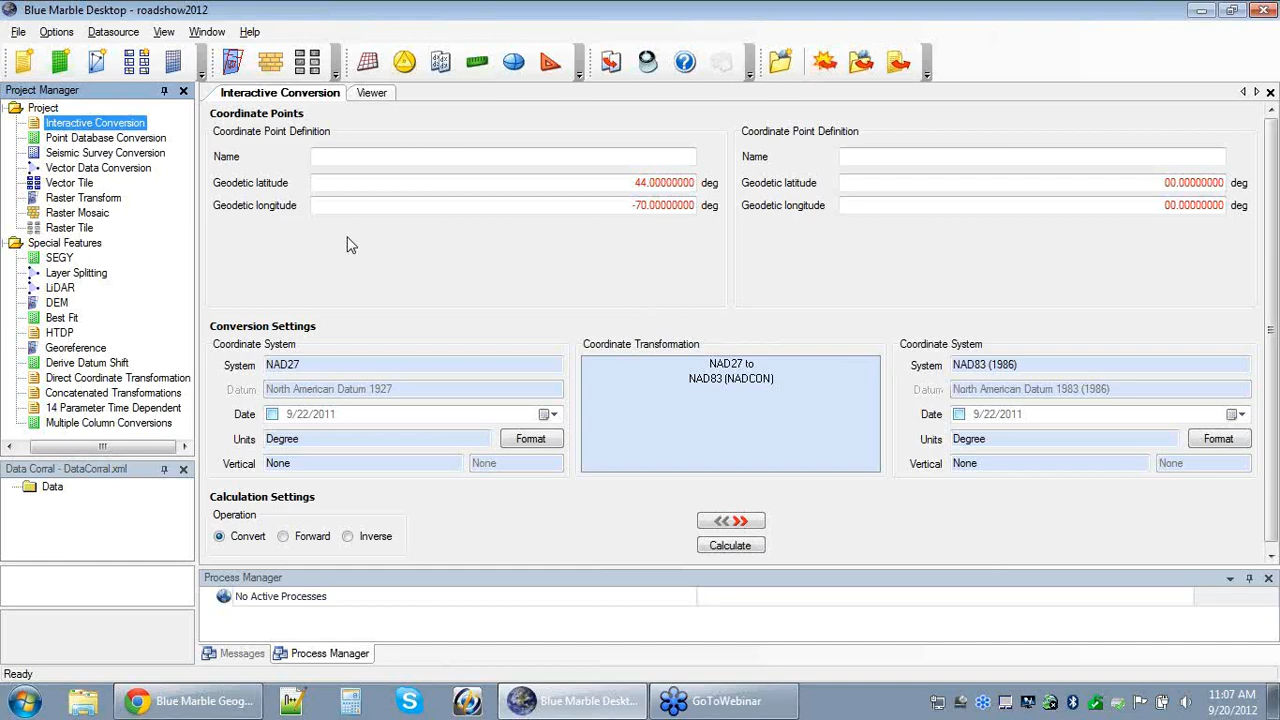 Blue Marble Desktop - roadshow2012
File Options Datasource View Window Help
Project Manager
Project
Interactive Conversion
Point Database Conversion
Seismic Survey Conversion
Vector Data Conversion
Vector Tile
Raster Transform
Raster Mosaic
Raster Tile
Special Features
SEGY
Layer Splitting
LiDAR
DEM
Best Fit
HTDP
Georeference
Derive Datum Shift
Direct Coordinate Transformation
Concatenated Transformations
14 Parameter Time Dependent
Multiple Column Conversions
Data Corral - DataCorral.xml
Data
Interactive Conversion Viewer
Coordinate Points
Coordinate Point Definition
Name
Geodetic latitude 44.00000000 deg
Geodetic longitude -70.00000000 deg
Coordinate Point Definition
Name
Geodetic latitude 00.00000000 deg
Geodetic longitude 00.00000000 deg
Conversion Settings
Coordinate System
System NAD27
Datum North American Datum 1927
Date 9/22/2011
Units Degree Format
Vertical None None
Coordinate Transformation
NAD27 to
NAD83 (NADCON)
Coordinate System
System NAD83 (1986)
Datum North American Datum 1983 (1986)
Date 9/22/2011
Units Degree Format
Vertical None None
Calculation Settings
Operation
Convert Forward Inverse
Calculate
Process Manager
No Active Processes
Messages Process Manager
Ready
Blue Marble Geog... Blue Marble Deskt... GoToWebinar
11:07 AM
9/20/2012